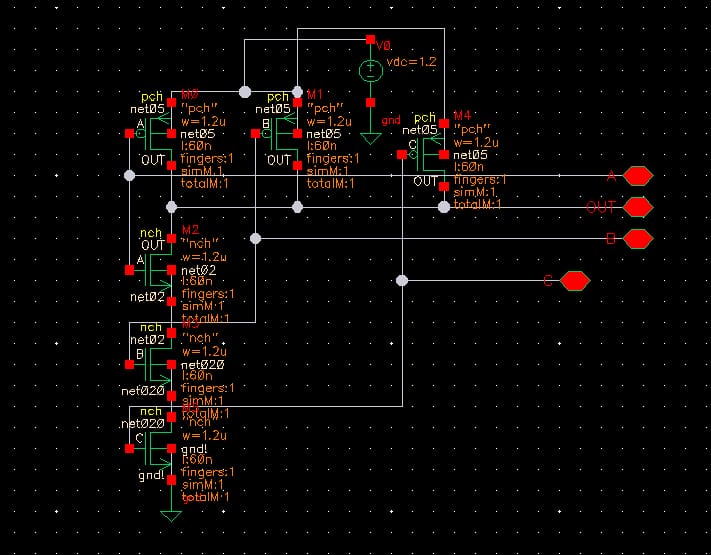 V0
vdc=1.2
gnd
pch
M0
net05
"pch"
w=1.2u
A
net05
l:60n
OUT
fingers:1
simM:1
totalM:1
pch
M1
net05
"pch"
w=1.2u
B
net05
l:60n
OUT
fingers:1
simM:1
totalM:1
pch
M4
net05
"pch"
w=1.2u
C
net05
l:60n
OUT
fingers:1
simM:1
totalM:1
A
OUT
B
C
nch
M2
OUT
"nch"
w=1.2u
A
net02
l:60n
net02
fingers:1
simM:1
totalM:1
nch
M3
net02
"nch"
w=1.2u
B
net020
l:60n
net020
fingers:1
simM:1
totalM:1
nch
net020
"nch"
w=1.2u
C
gnd!
l:60n
gnd!
fingers:1
simM:1
totalM:1